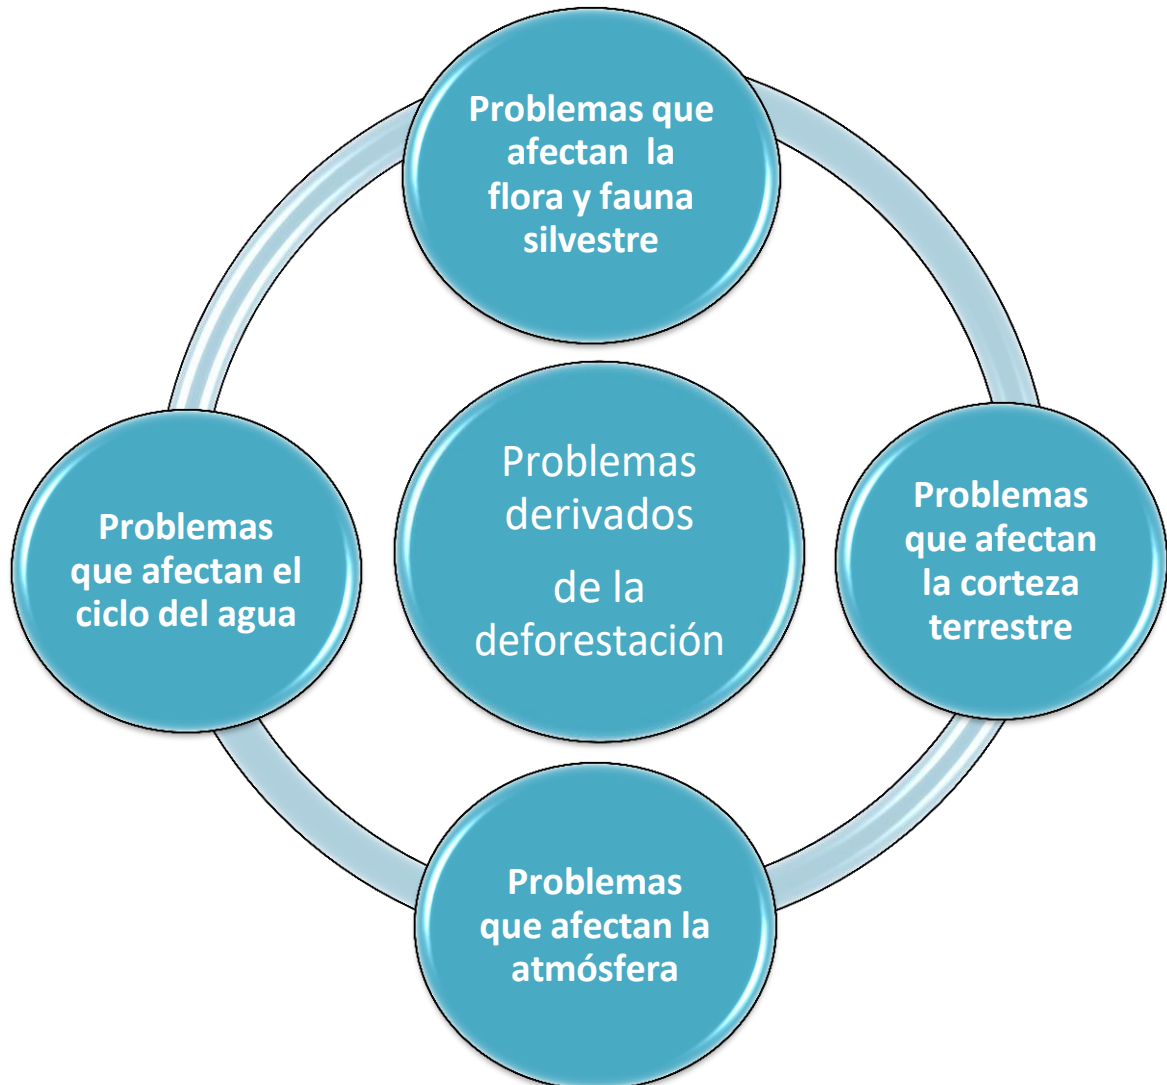 Problemas que
afectan la
flora y fauna
silvestre
Problemas
derivados
de la
deforestación
Problemas
que afectan
la corteza
terrestre
Problemas
que afectan el
ciclo del agua
Problemas
que afectan la
atmósfera